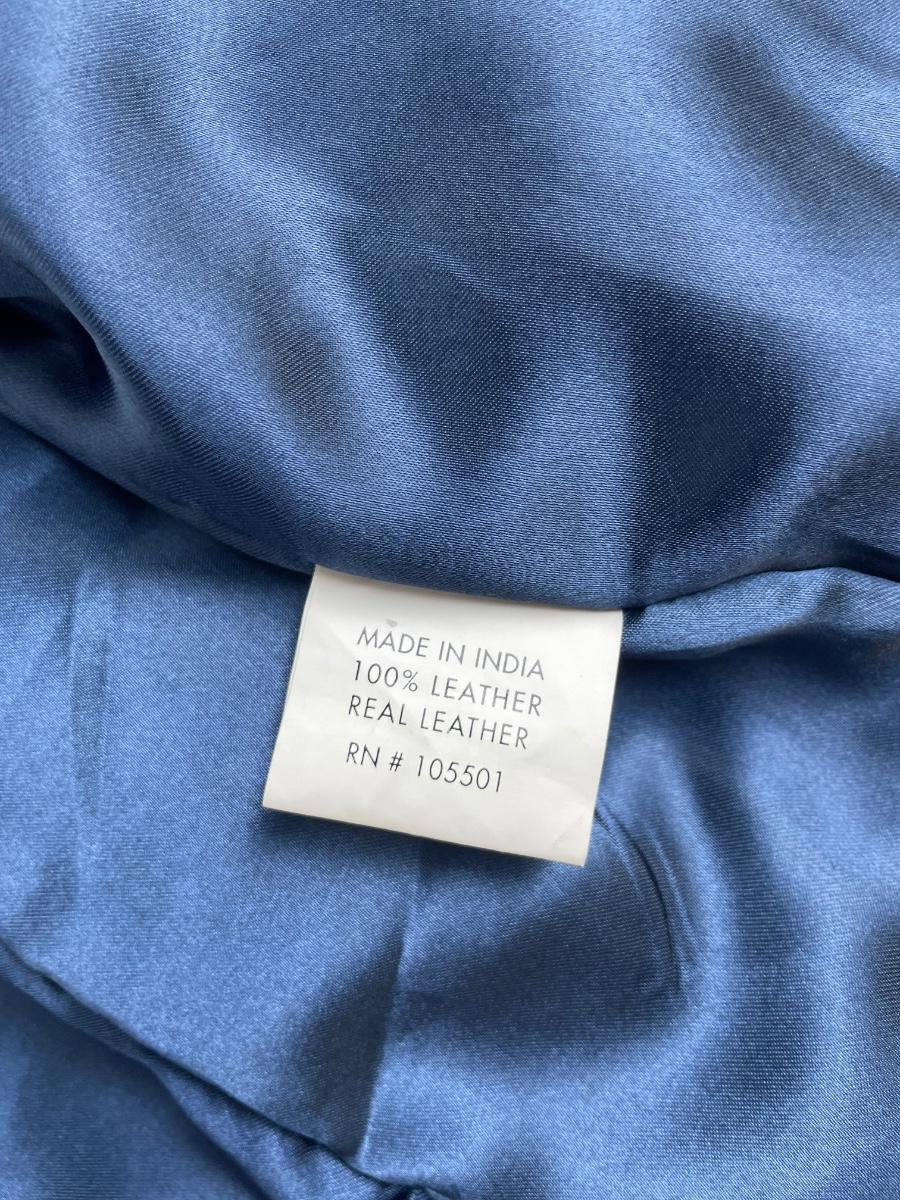 MADE IN INDIA
100% LEATHER
REAL LEATHER
RN # 105501